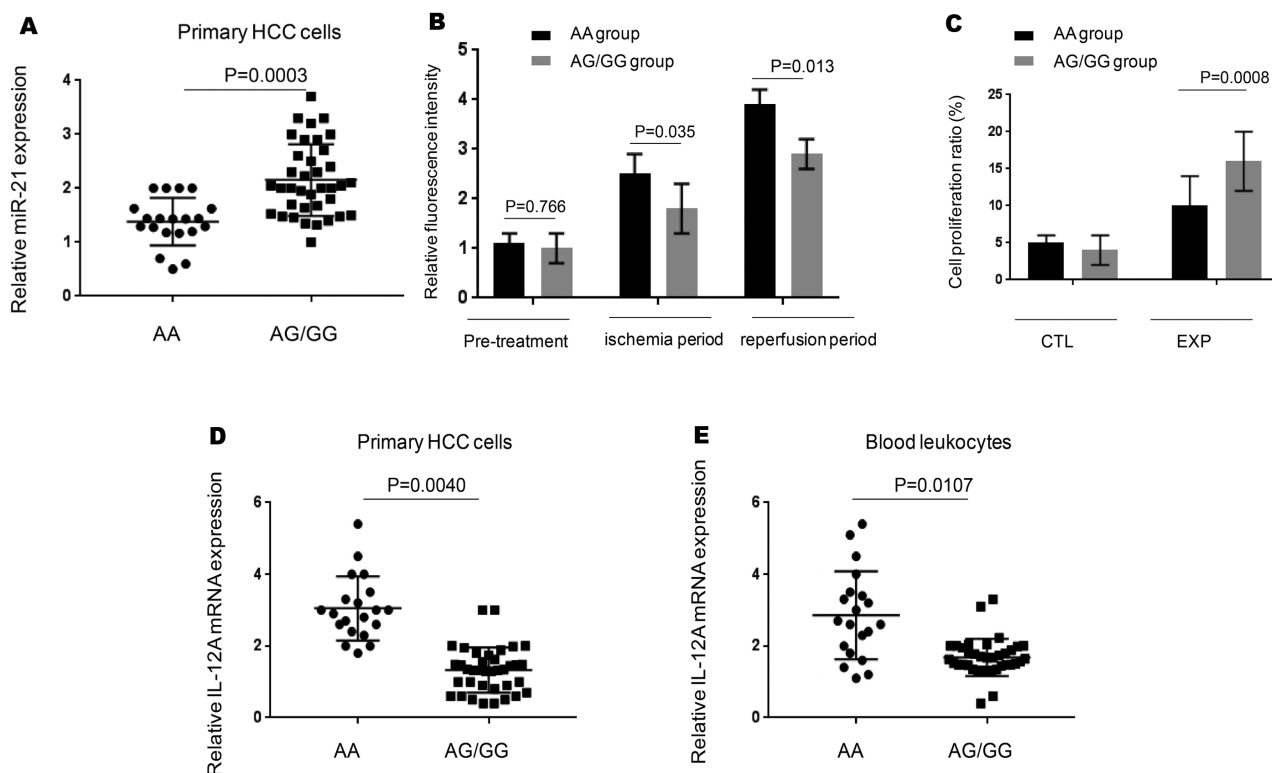 A
Primary HCC cells
P=0.0003
Relative miR-21 expression
4
3
2
1
0
AA
AG/GG
B
AA group
AG/GG group
Relative fluorescence intensity
5
4
3
2
1
0
P=0.766
P=0.035
P=0.013
Pre-treatment
ischemia period
reperfusion period
C
AA group
AG/GG group
P=0.0008
Cell proliferation ratio (%)
25
20
15
10
5
0
CTL
EXP
D
Primary HCC cells
P=0.0040
Relative IL-12A mRNA expression
6
4
2
0
AA
AG/GG
E
Blood leukocytes
P=0.0107
Relative IL-12A mRNA expression
6
4
2
0
AA
AG/GG